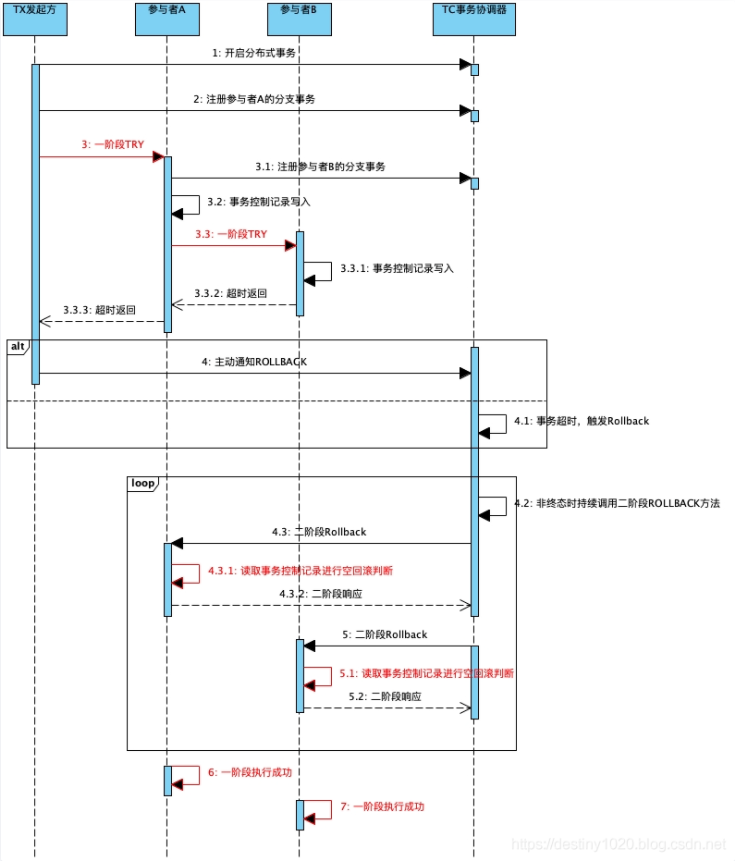 TX发起方
参与者A
参与者B
TC事务协调器
1: 开启分布式事务
2: 注册参与者A的分支事务
3: 一阶段TRY
3.1: 注册参与者B的分支事务
3.2: 事务控制记录写入
3.3: 一阶段TRY
3.3.1: 事务控制记录写入
3.3.2: 超时返回
3.3.3: 超时返回
alt
4: 主动通知ROLLBACK
4.1: 事务超时，触发Rollback
loop
4.2: 非终态时持续调用二阶段ROLLBACK方法
4.3: 二阶段Rollback
4.3.1: 读取事务控制记录进行空回滚判断
4.3.2: 二阶段响应
5: 二阶段Rollback
5.1: 读取事务控制记录进行空回滚判断
5.2: 二阶段响应
6: 一阶段执行成功
7: 一阶段执行成功
https://destiny1020.blog.csdn.net